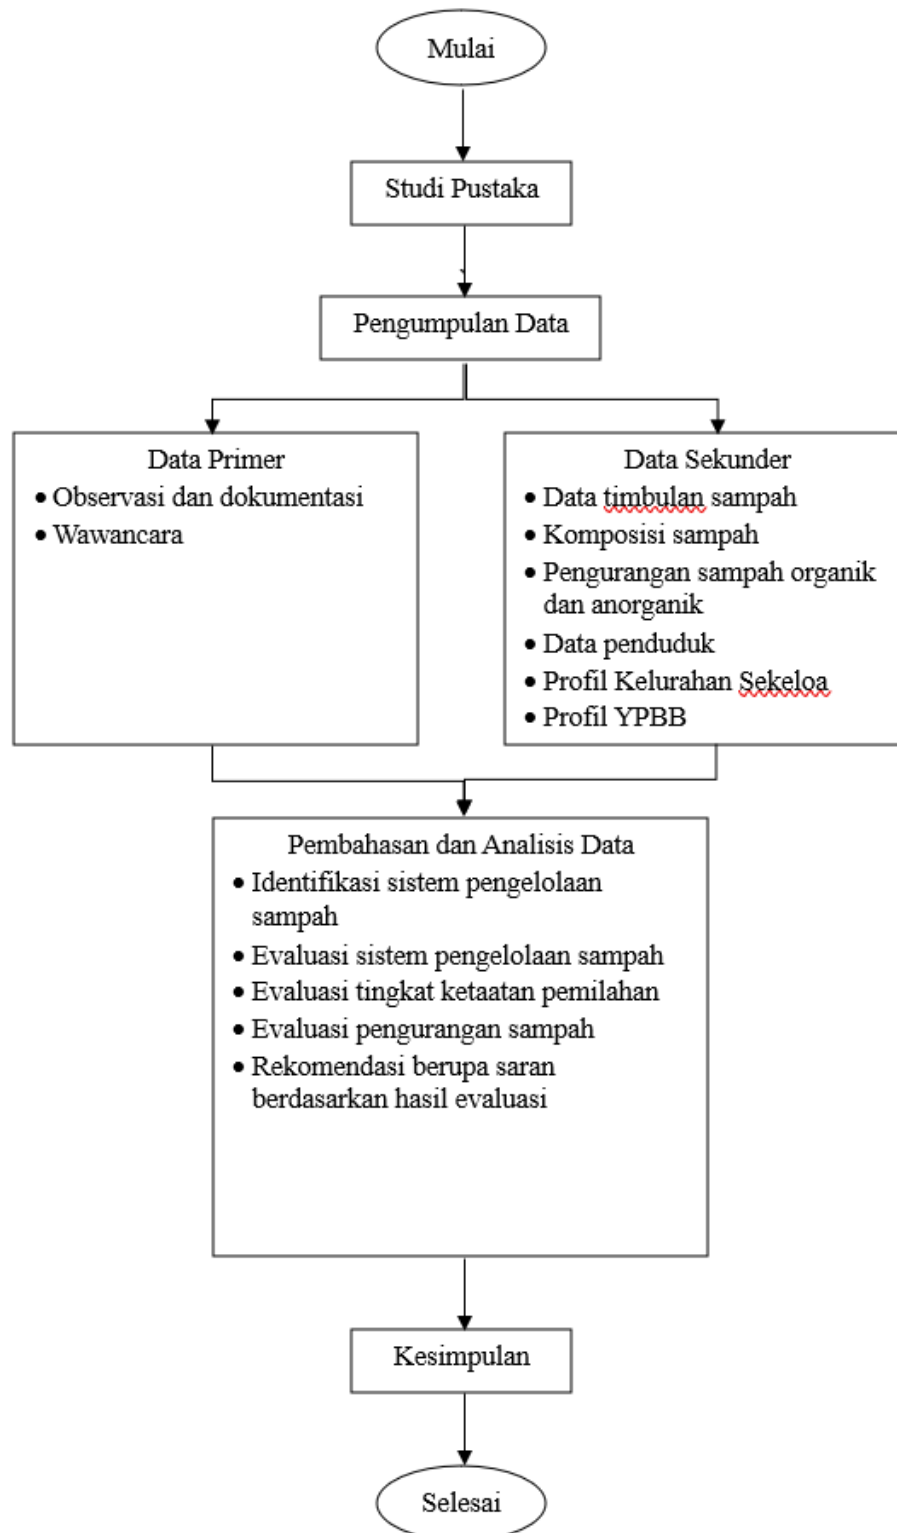 Mulai
Studi Pustaka
Pengumpulan Data
Data Primer
• Observasi dan dokumentasi
• Wawancara
Data Sekunder
• Data timbulan sampah
• Komposisi sampah
• Pengurangan sampah organik
dan anorganik
• Data penduduk
• Profil Kelurahan Sekeloa
• Profil YPBB
Pembahasan dan Analisis Data
• Identifikasi sistem pengelolaan
sampah
• Evaluasi sistem pengelolaan sampah
• Evaluasi tingkat ketaatan pemilahan
• Evaluasi pengurangan sampah
• Rekomendasi berupa saran
berdasarkan hasil evaluasi
Kesimpulan
Selesai